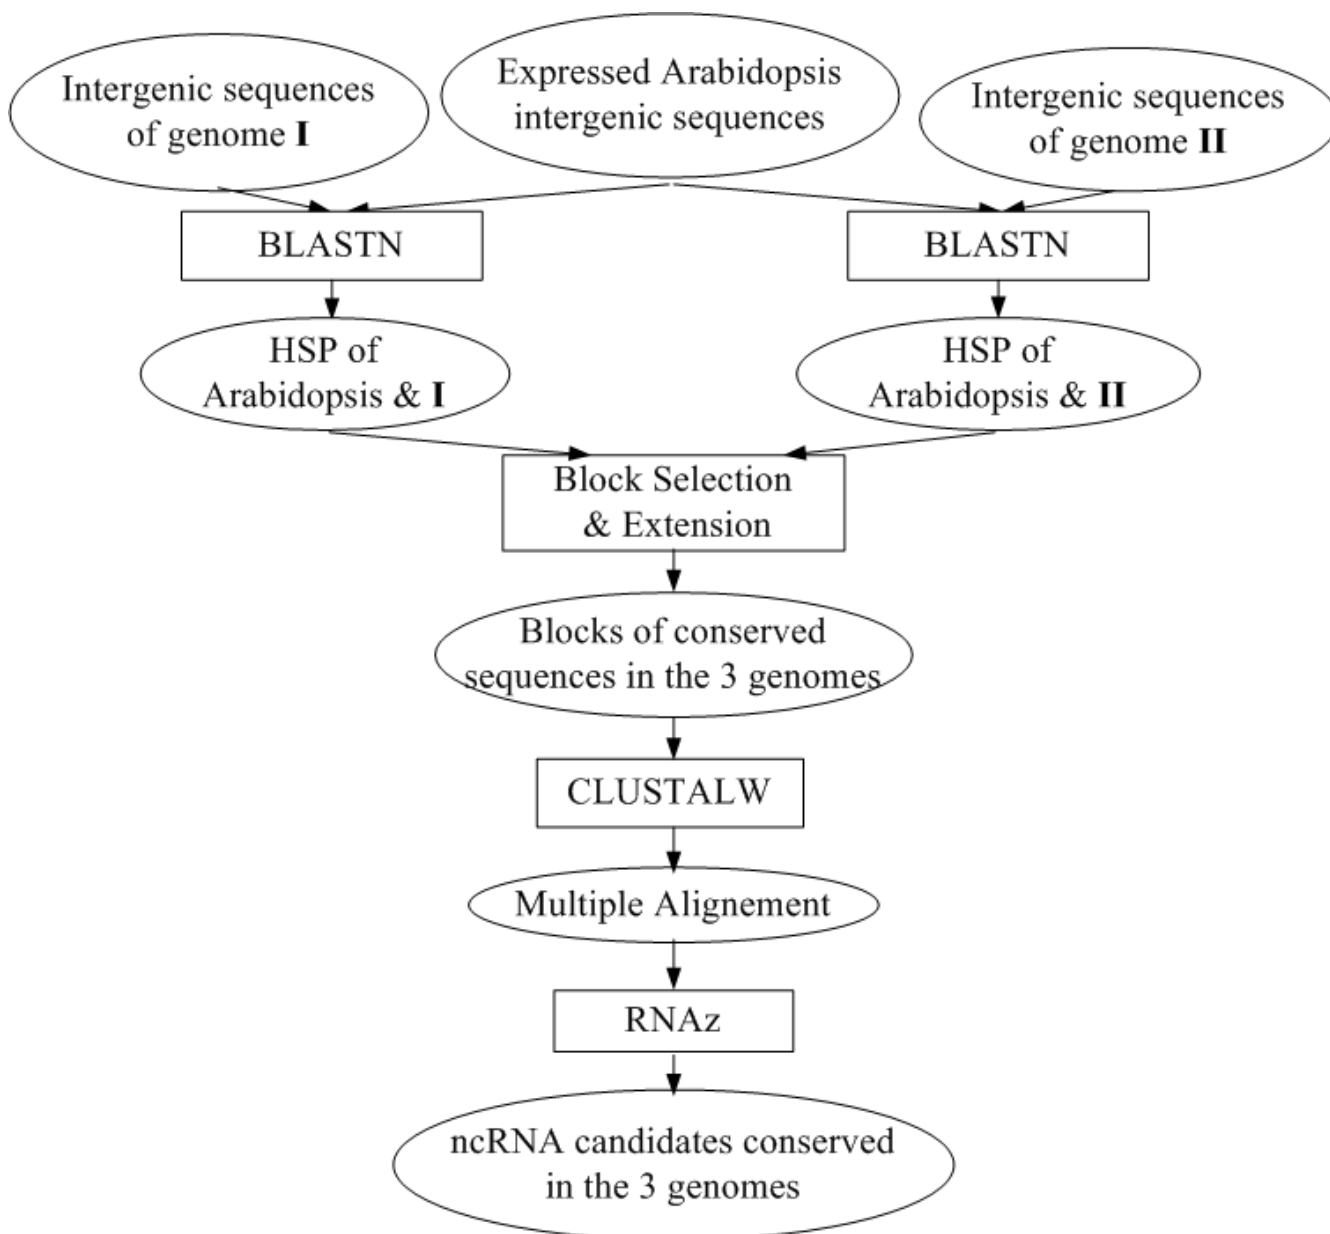 Intergenic sequences
of genome I
Expressed Arabidopsis
intergenic sequences
Intergenic sequences
of genome II
BLASTN
BLASTN
HSP of
Arabidopsis & I
HSP of
Arabidopsis & II
Block Selection
& Extension
Blocks of conserved
sequences in the 3 genomes
CLUSTALW
Multiple Alignement
RNAz
ncRNA candidates conserved
in the 3 genomes